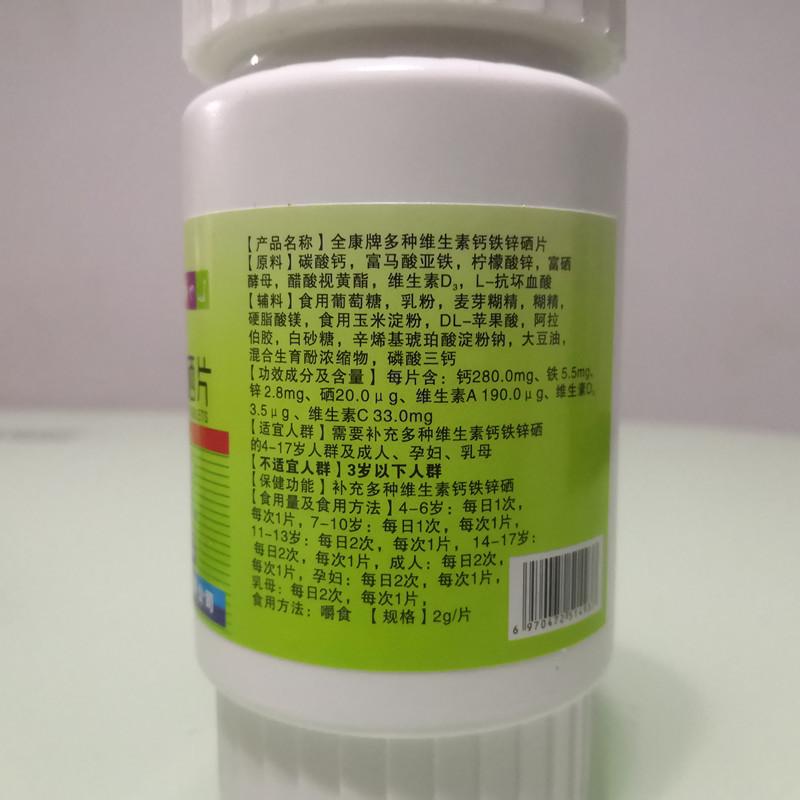 【产品名称】全康牌多种维生素钙铁锌硒片
【原料】碳酸钙，富马酸亚铁，柠檬酸锌，富硒
酵母，醋酸视黄酯，维生素D₃，L-抗坏血酸
【辅料】食用葡萄糖，乳粉，麦芽糊精，糊精，
硬脂酸镁，食用玉米淀粉，DL-苹果酸，阿拉
伯胶，白砂糖，辛烯基琥珀酸淀粉钠，大豆油，
混合生育酚浓缩物，磷酸三钙
【功效成分及含量】每片含：钙280.0mg、铁5.5mg、
锌2.8mg、硒20.0μg、维生素A 190.0μg、维生素D₃
3.5μg、维生素C 33.0mg
【适宜人群】需要补充多种维生素钙铁锌硒
的4-17岁人群及成人、孕妇、乳母
【不适宜人群】3岁以下人群
【保健功能】补充多种维生素钙铁锌硒
【食用量及食用方法】4-6岁：每日1次，
每次1片，7-10岁：每日1次，每次1片，
11-13岁：每日2次，每次1片，14-17岁：
每日2次，每次1片，成人：每日2次，
每次1片，孕妇：每日2次，每次1片，
乳母：每日2次，每次1片，
食用方法：嚼食 【规格】2g/片
硒片